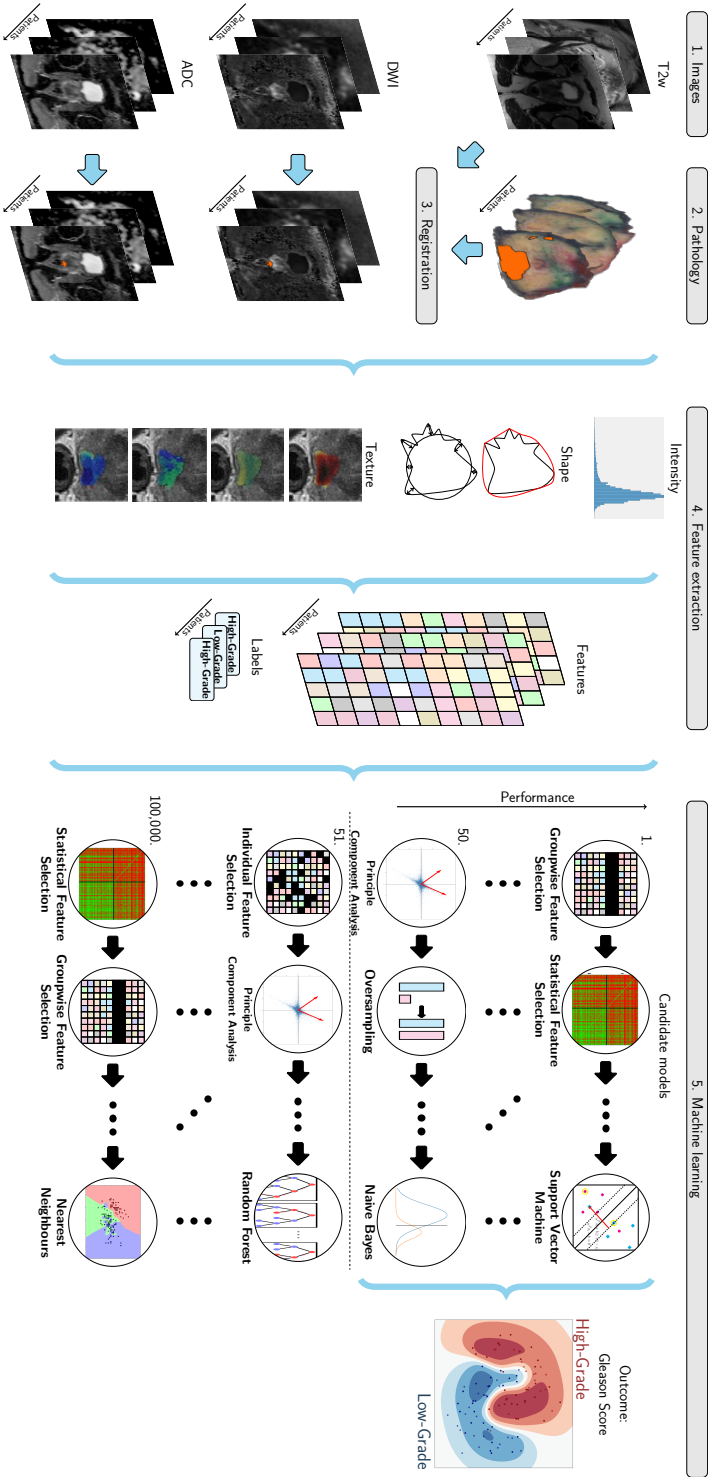 1. Images
T2w
Patients
DWI
Patients
ADC
Patients
2. Pathology
Patients
3. Registration
Patients
Patients
4. Feature extraction
Intensity
Shape
Texture
Features
Patients
Labels
High-Grade
Low-Grade
High-Grade
Patients
5. Machine learning
Performance
Candidate models
1.
Groupwise Feature
Selection
Statistical Feature
Selection
Support Vector
Machine
50.
Principle
Component Analysis
Oversampling
Naive Bayes
51.
Individual Feature
Selection
Principle
Component Analysis
Random Forest
100,000.
Statistical Feature
Selection
Groupwise Feature
Selection
Nearest
Neighbours
Outcome:
Gleason Score
High-Grade
Low-Grade